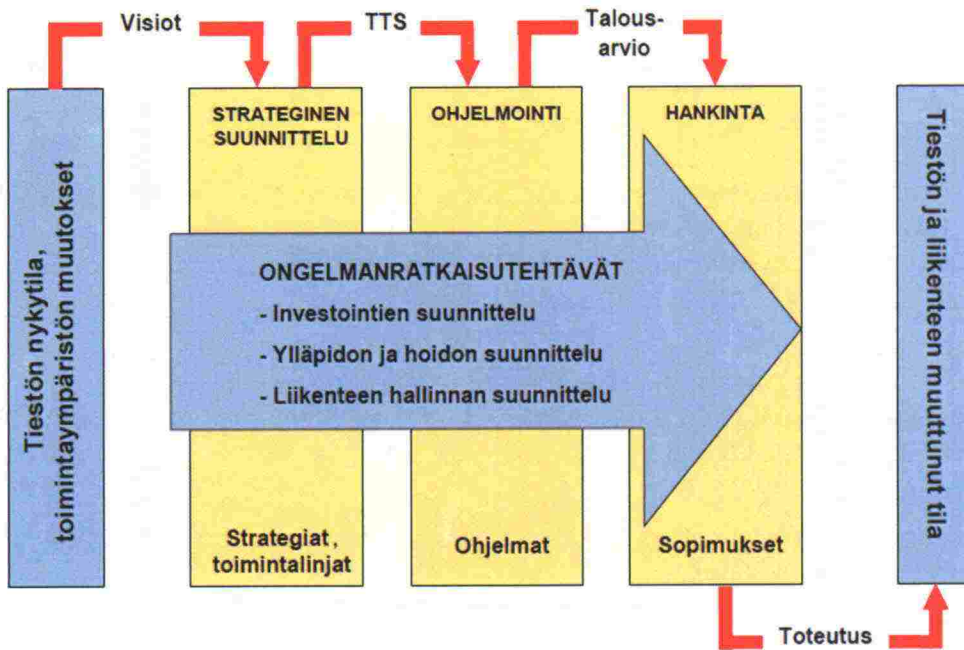 Visiot
TTS
Talous-
arvio
Tiestön nykytila,
toimintaympäristön muutokset
STRATEGINEN
SUUNNITTELU
OHJELMOINTI
HANKINTA
ONGELMANRATKAISUTEHTÄVÄT
- Investointien suunnittelu
- Ylläpidon ja hoidon suunnittelu
- Liikenteen hallinnan suunnittelu
Strategiat,
toimintalinjat
Ohjelmat
Sopimukset
Tiestön ja liikenteen muuttunut tila
Toteutus